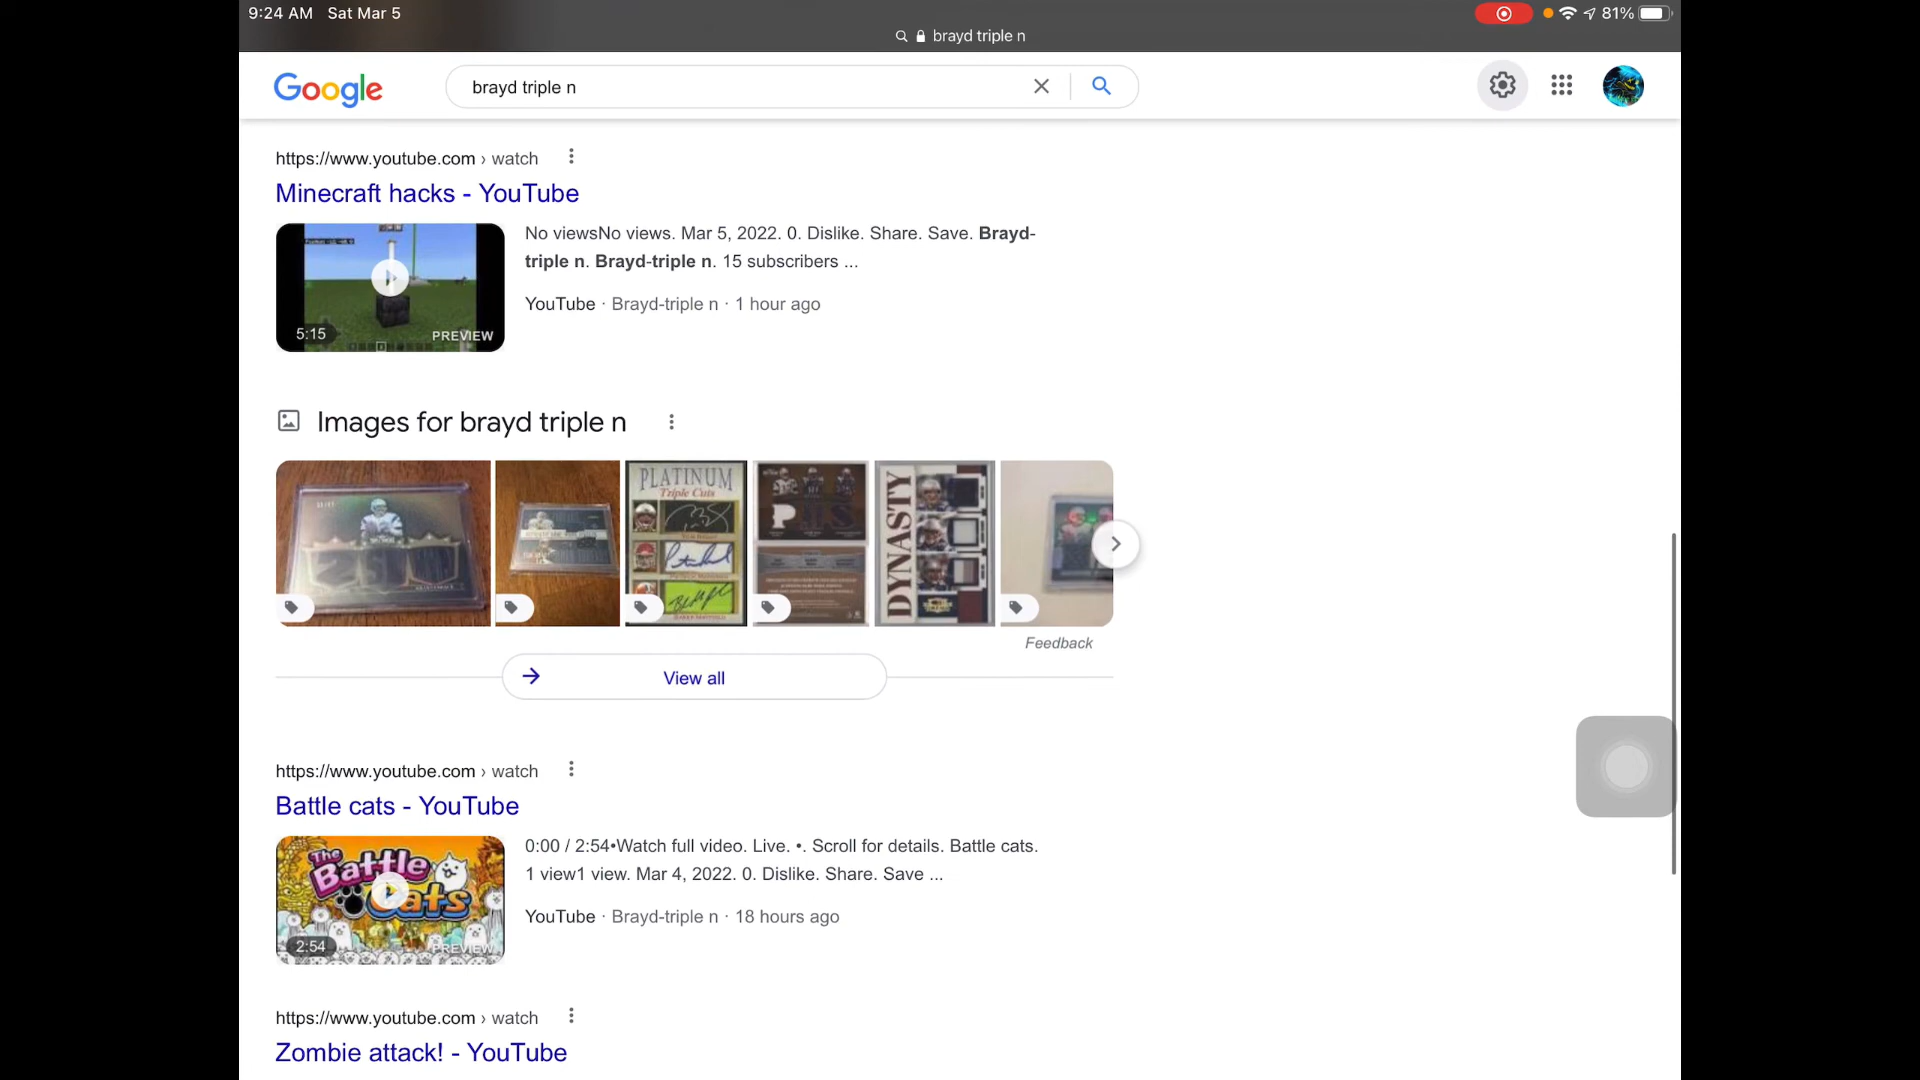 9:24 AM Sat Mar 5
81%
brayd triple n
Google
brayd triple n
https://www.youtube.com › watch
Minecraft hacks - YouTube
No viewsNo views. Mar 5, 2022. 0. Dislike. Share. Save. Brayd-
triple n. Brayd-triple n. 15 subscribers ...
YouTube · Brayd-triple n · 1 hour ago
5:15
PREVIEW
Images for brayd triple n
PLATINUM
Triple Cuts
DYNASTY
Feedback
View all
https://www.youtube.com › watch
Battle cats - YouTube
0:00 / 2:54•Watch full video. Live. •. Scroll for details. Battle cats.
1 view1 view. Mar 4, 2022. 0. Dislike. Share. Save ...
YouTube · Brayd-triple n · 18 hours ago
The
Battle
Cats
2:54
PREVIEW
https://www.youtube.com › watch
Zombie attack! - YouTube